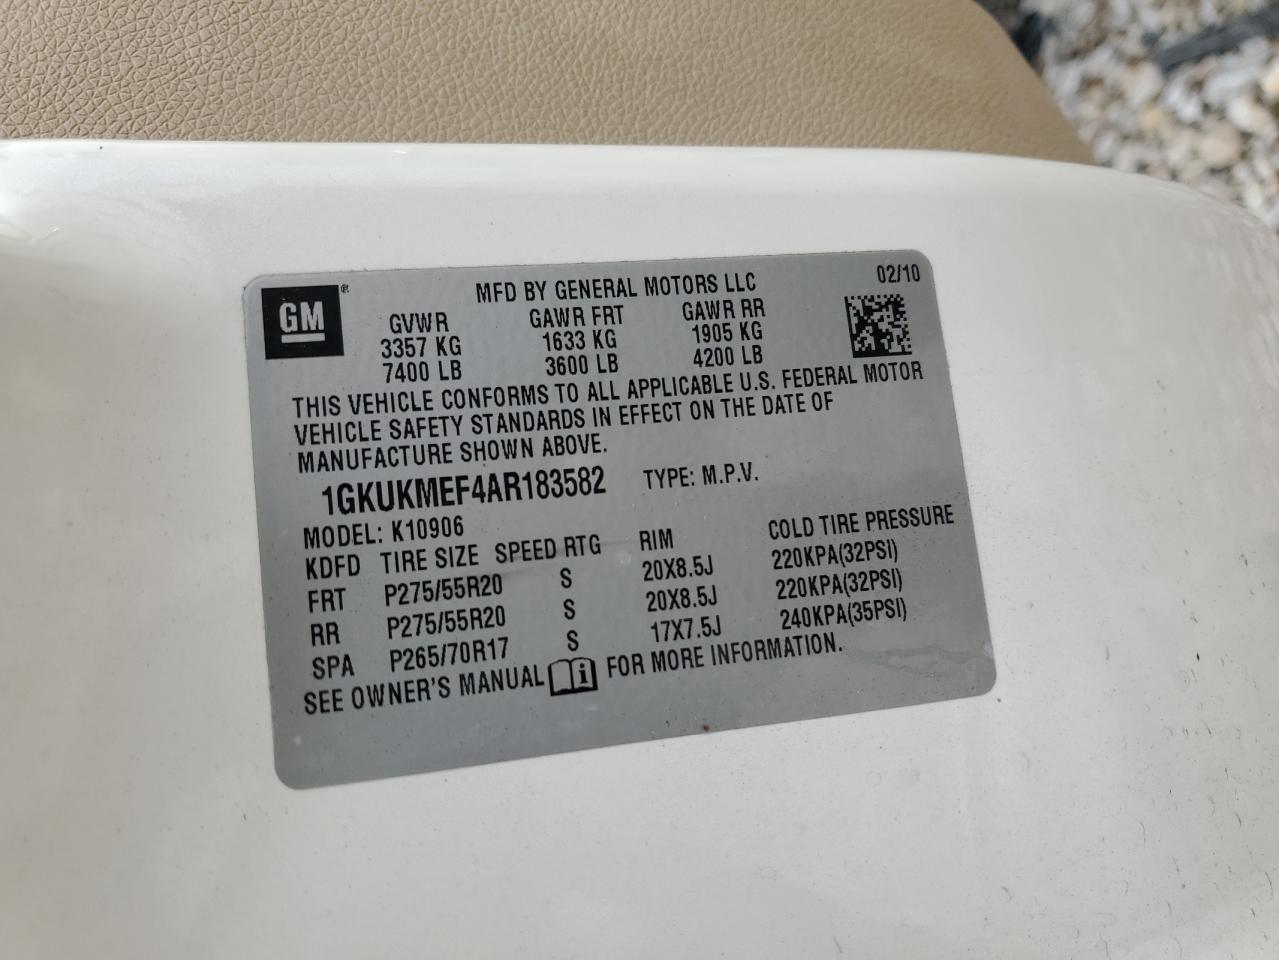 GM ®
MFD BY GENERAL MOTORS LLC 02/10
GVWR GAWR FRT GAWR RR
3357 KG 1633 KG 1905 KG
7400 LB 3600 LB 4200 LB
THIS VEHICLE CONFORMS TO ALL APPLICABLE U.S. FEDERAL MOTOR
VEHICLE SAFETY STANDARDS IN EFFECT ON THE DATE OF
MANUFACTURE SHOWN ABOVE.
1GKUKMEF4AR183582 TYPE: M.P.V.
MODEL: K10906
KDFD TIRE SIZE SPEED RTG RIM COLD TIRE PRESSURE
FRT P275/55R20 S 20X8.5J 220KPA(32PSI)
RR P275/55R20 S 20X8.5J 220KPA(32PSI)
SPA P265/70R17 S 17X7.5J 240KPA(35PSI)
SEE OWNER'S MANUAL i FOR MORE INFORMATION.